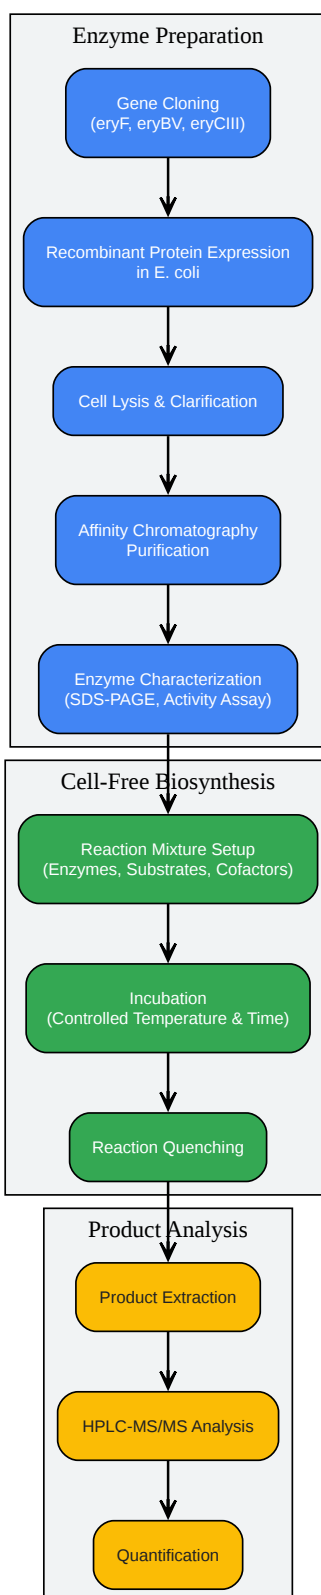 Enzyme Preparation
Gene Cloning
(eryF, eryBV, eryCIII)
Recombinant Protein Expression
in E. coli
Cell Lysis & Clarification
Affinity Chromatography
Purification
Enzyme Characterization
(SDS-PAGE, Activity Assay)
Cell-Free Biosynthesis
Reaction Mixture Setup
(Enzymes, Substrates, Cofactors)
Incubation
(Controlled Temperature & Time)
Reaction Quenching
Product Analysis
Product Extraction
HPLC-MS/MS Analysis
Quantification